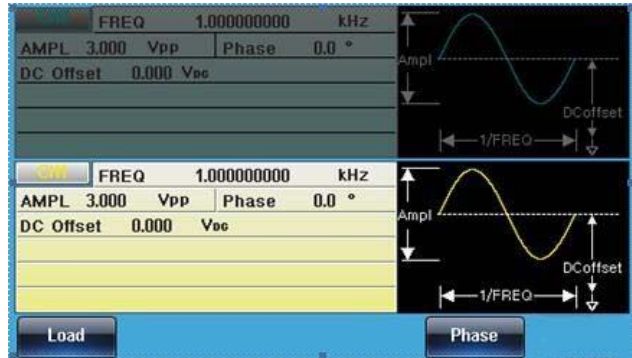 FREQ 1.000000000 kHz
AMPL 3.000 Vpp Phase 0.0 °
DC Offset 0.000 VDC
Ampl
DCoffset
1/FREQ
FREQ 1.000000000 kHz
AMPL 3.000 Vpp Phase 0.0 °
DC Offset 0.000 VDC
Ampl
DCoffset
1/FREQ
Load Phase